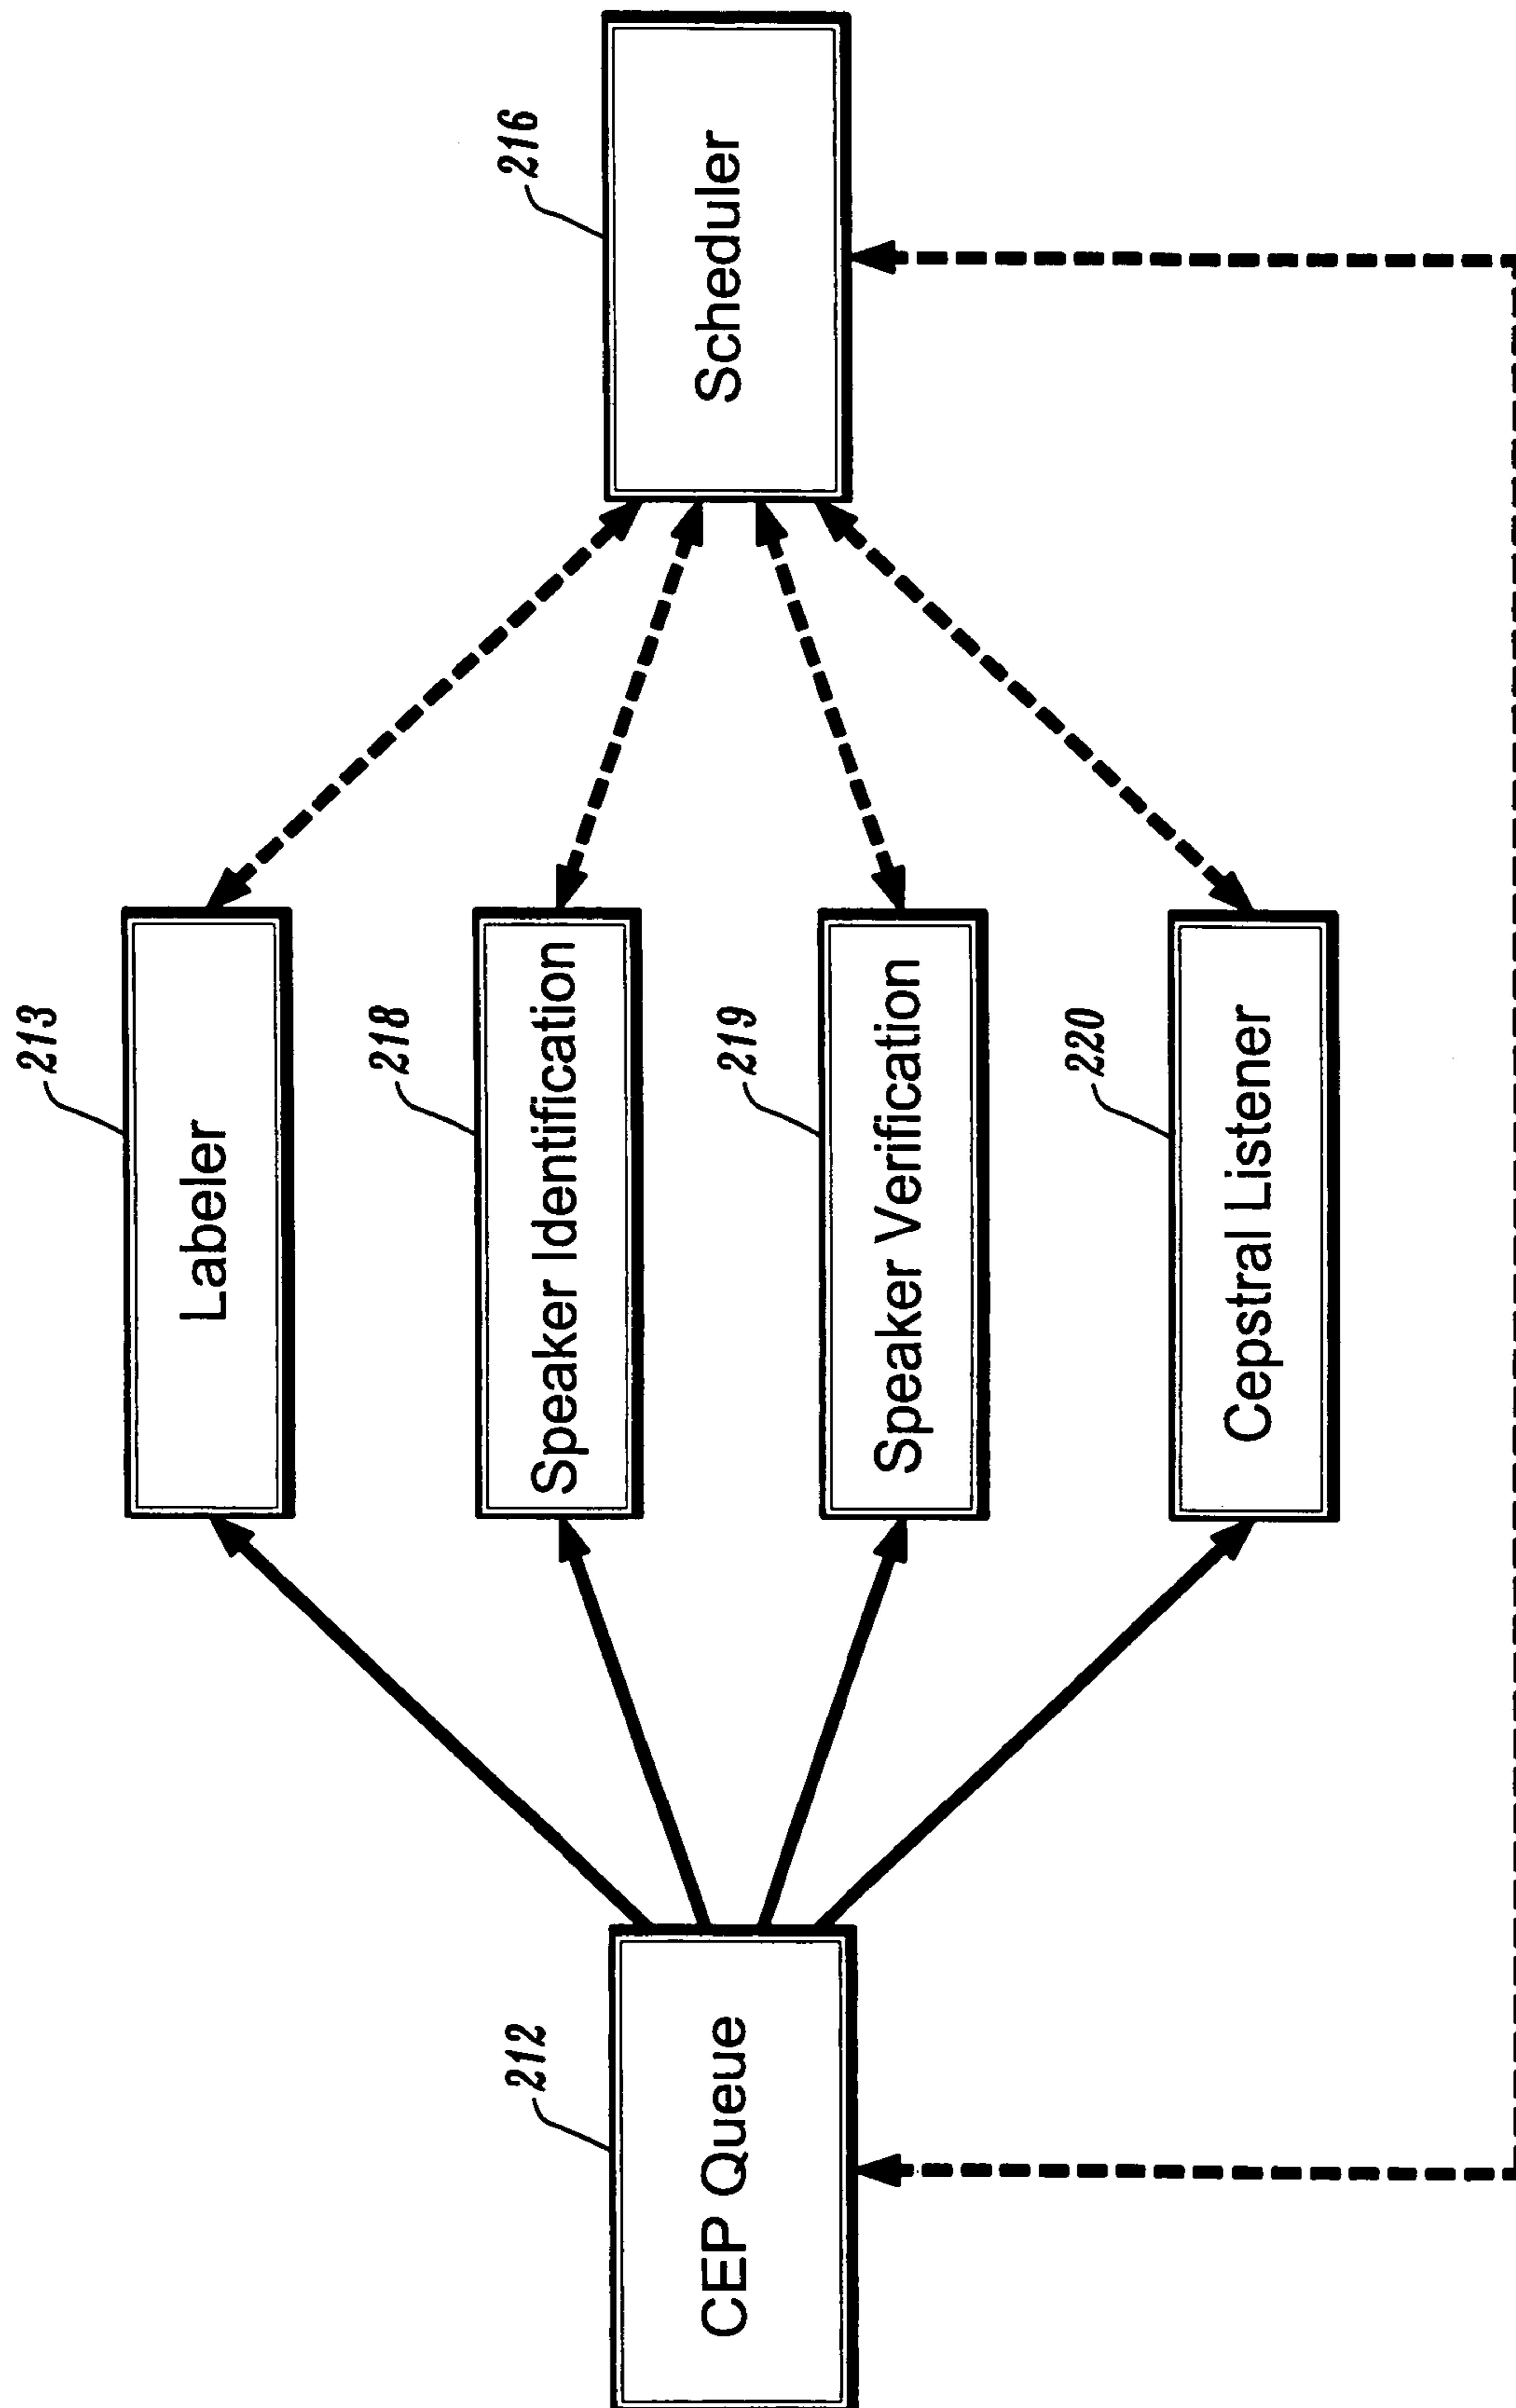 213
Labeler
218
Speaker Identification
212
CEP Queue
216
Scheduler
219
Speaker Verification
220
Cepstral Listener